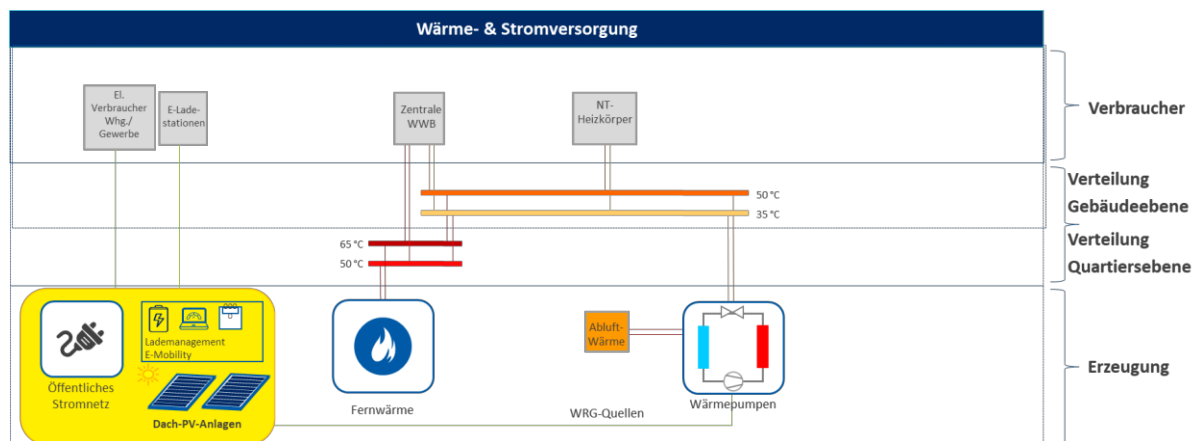 Wärme- & Stromversorgung
El.
Verbraucher
Whg./
Gewerbe
E-Lade-
stationen
Zentrale
WWB
NT-
Heizkörper
Verbraucher
50 °C
35 °C
Verteilung
Gebäudeebene
65 °C
50 °C
Verteilung
Quartiersebene
Lademanagement
E-Mobility
Öffentliches
Stromnetz
Dach-PV-Anlagen
Fernwärme
Abluft-
Wärme
WRG-Quellen
Wärmepumpen
Erzeugung